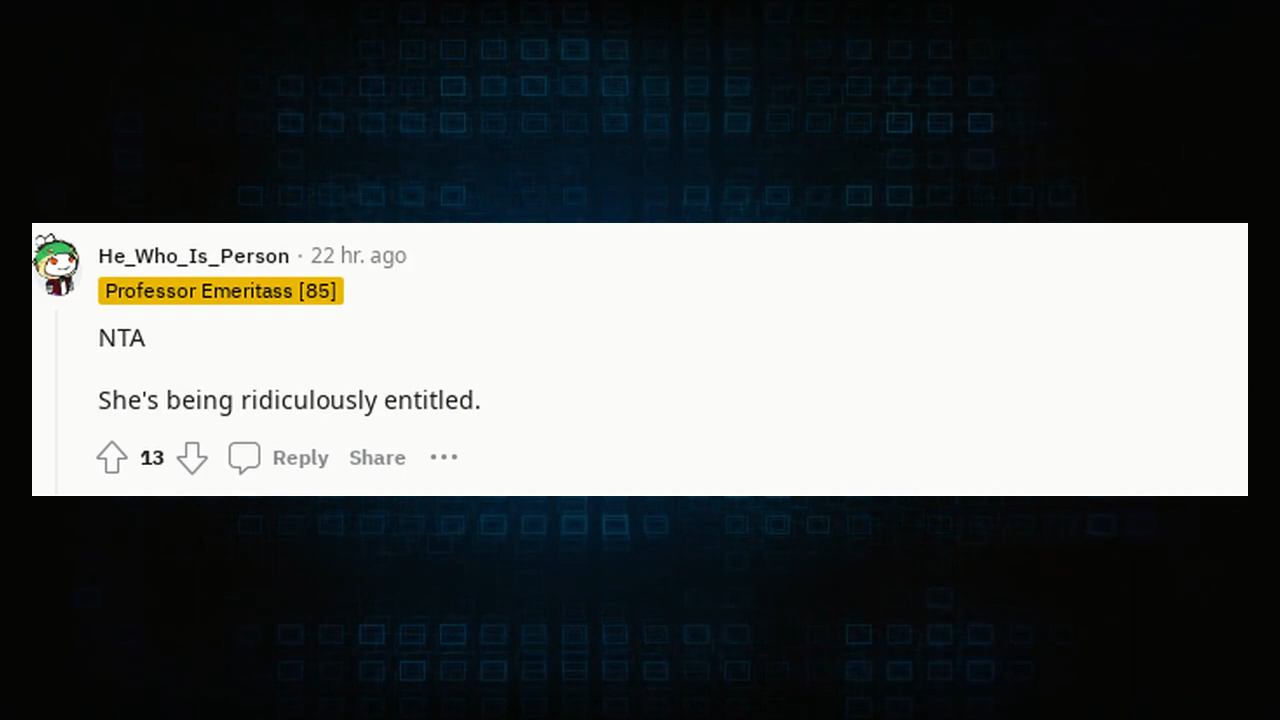 He_Who_Is_Person · 22 hr. ago
Professor Emeritass [85]
NTA
She's being ridiculously entitled.
13 Reply Share ···